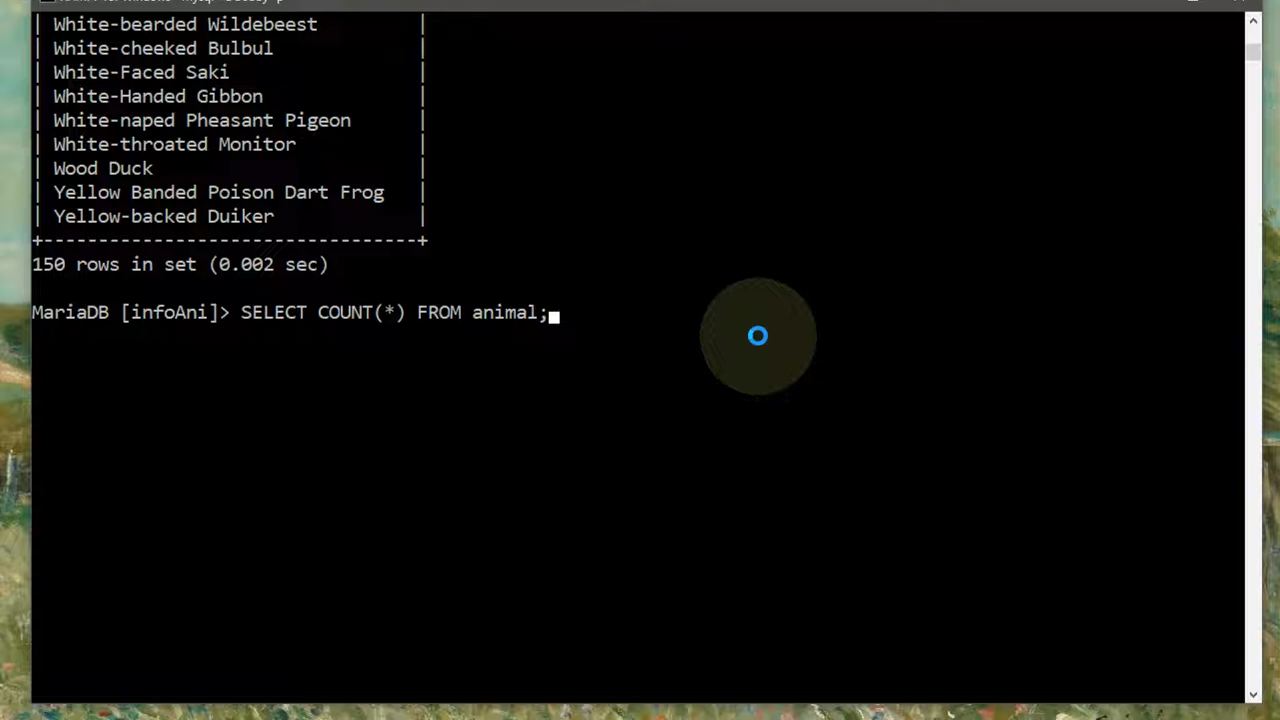 | White-bearded Wildebeest |
| White-cheeked Bulbul |
| White-Faced Saki |
| White-Handed Gibbon |
| White-naped Pheasant Pigeon |
| White-throated Monitor |
| Wood Duck |
| Yellow Banded Poison Dart Frog |
| Yellow-backed Duiker |
+----------------------------------+
150 rows in set (0.002 sec)
MariaDB [infoAni]> SELECT COUNT(*) FROM animal;